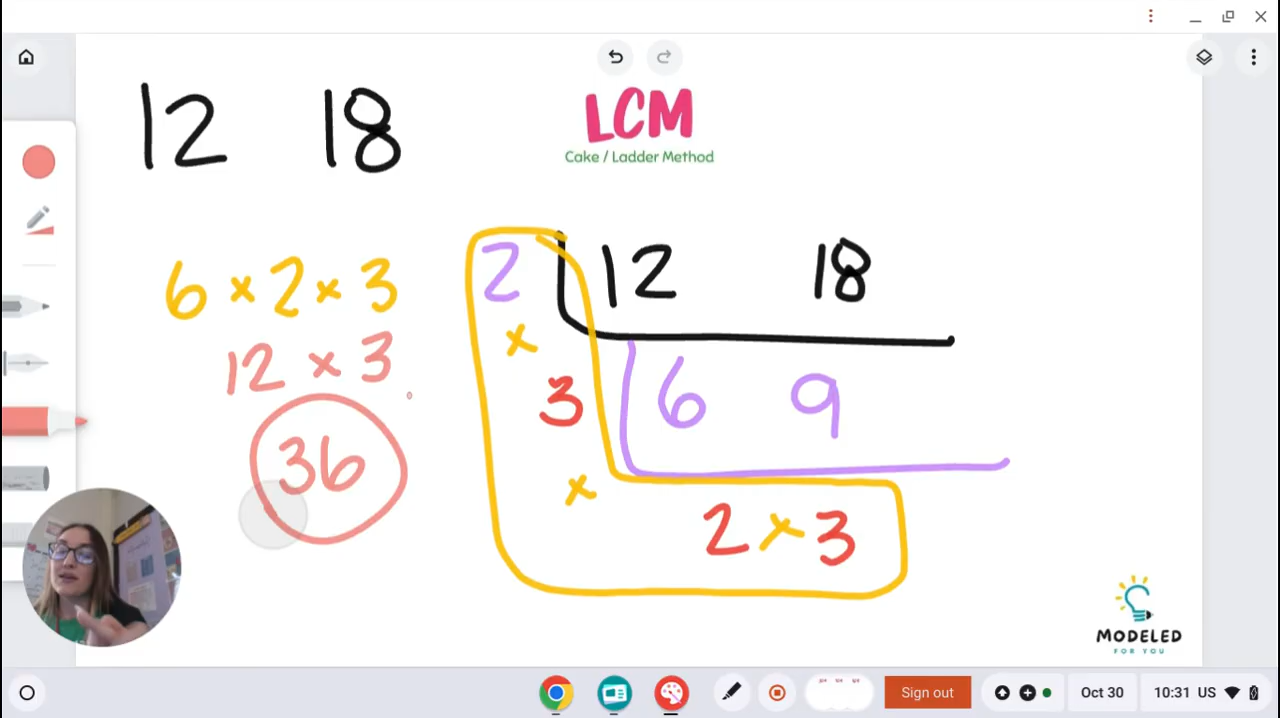 12 18
LCM
Cake / Ladder Method
2 12 18
6 × 2 × 3
×
12 × 3
3 6 9
36
×
2 × 3
MODELED
FOR YOU
Sign out
Oct 30
10:31 US